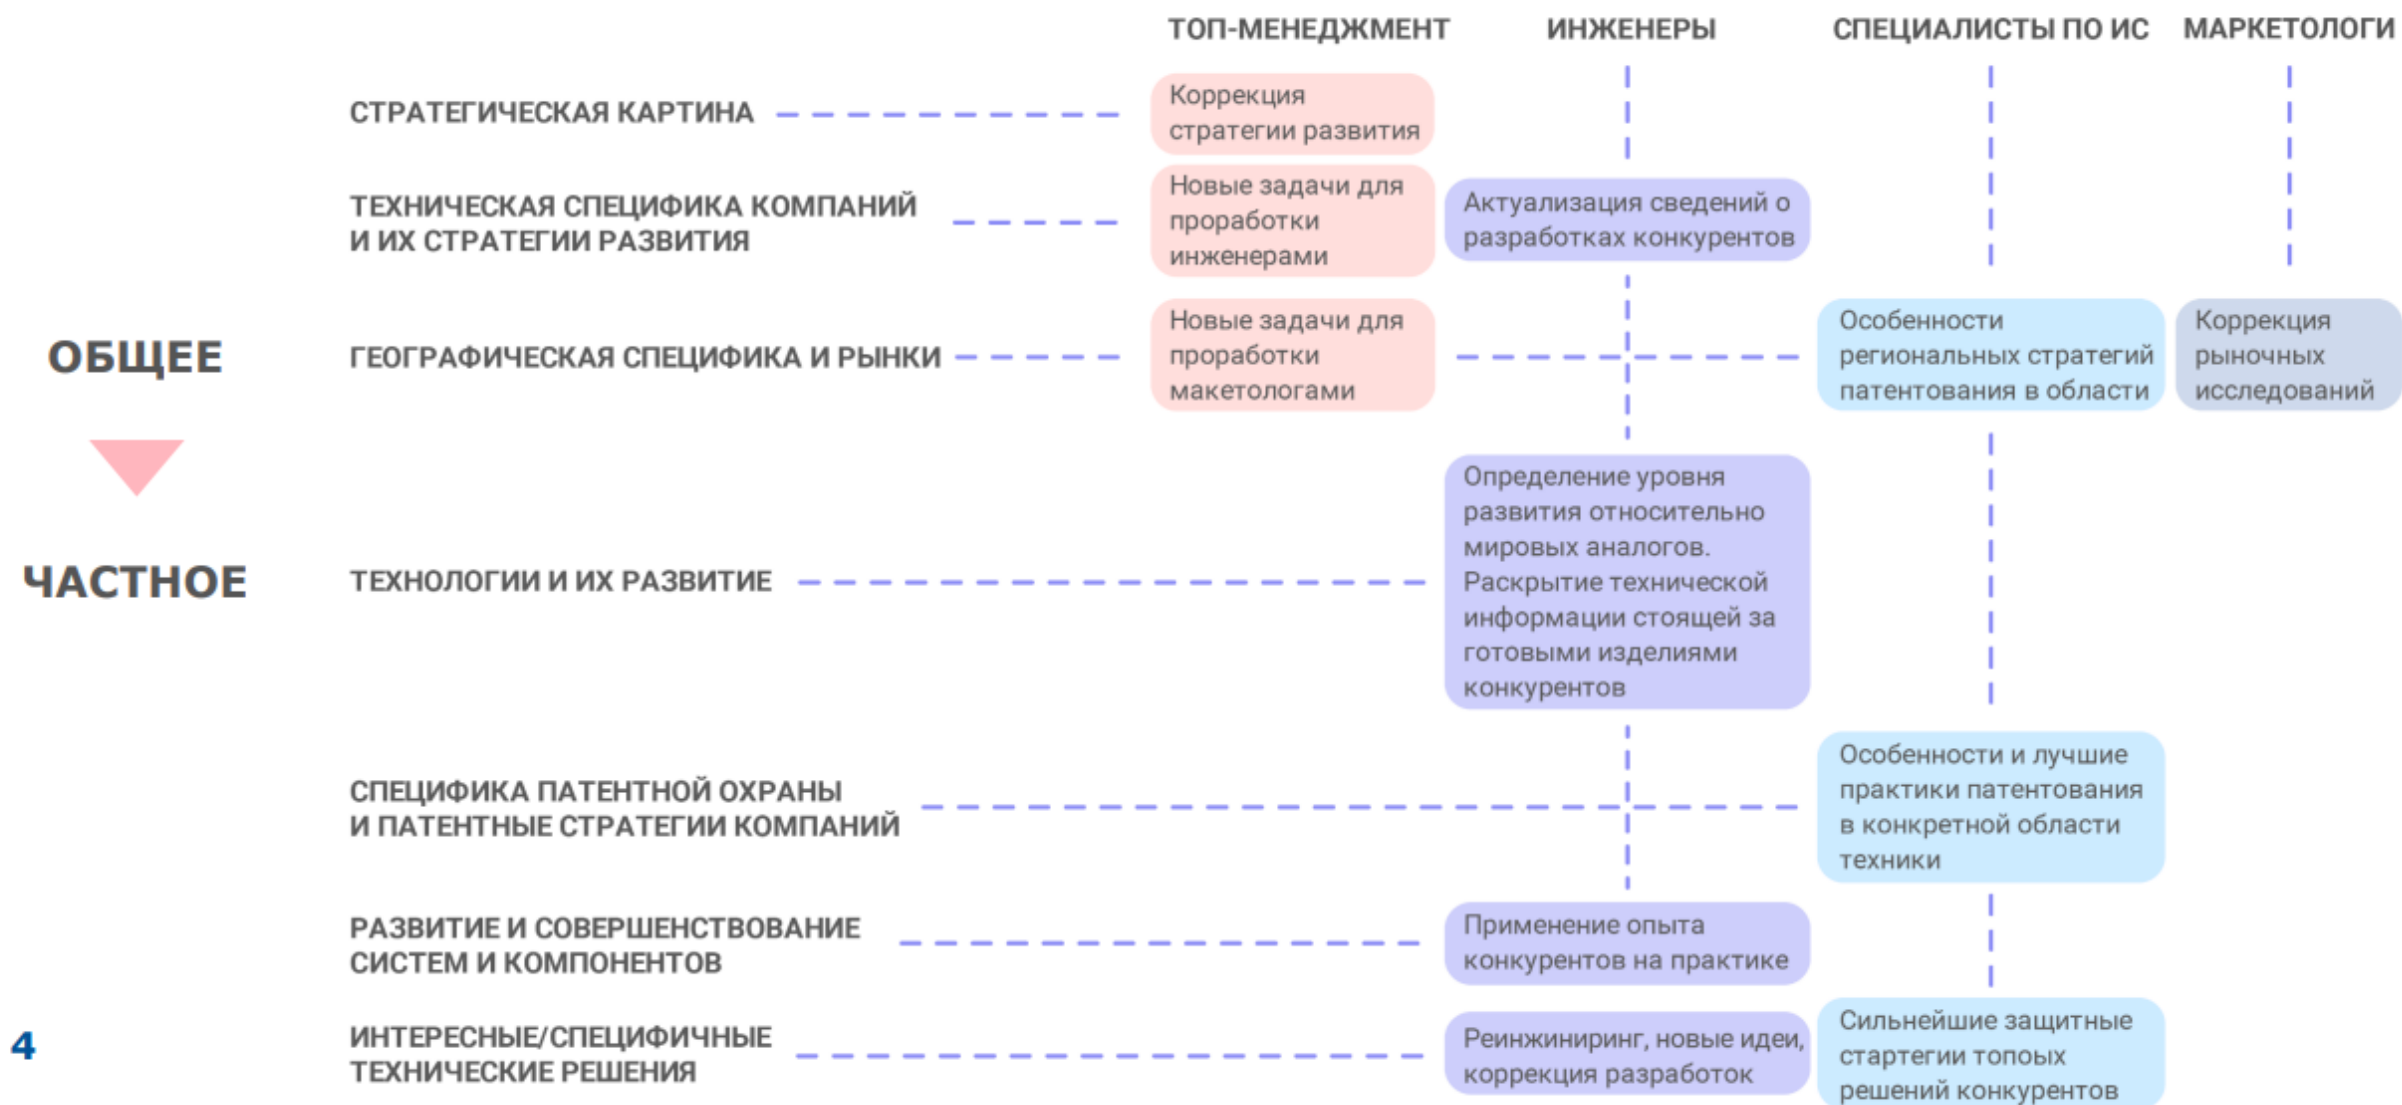 ТОП-МЕНЕДЖМЕНТ ИНЖЕНЕРЫ СПЕЦИАЛИСТЫ ПО ИС МАРКЕТОЛОГИ
СТРАТЕГИЧЕСКАЯ КАРТИНА
Коррекция
стратегии развития
ТЕХНИЧЕСКАЯ СПЕЦИФИКА КОМПАНИЙ
И ИХ СТРАТЕГИИ РАЗВИТИЯ
Новые задачи для
проработки
инженерами
Актуализация сведений о
разработках конкурентов
ОБЩЕЕ
ГЕОГРАФИЧЕСКАЯ СПЕЦИФИКА И РЫНКИ
Новые задачи для
проработки
макетологами
Особенности
региональных стратегий
патентования в области
Коррекция
рыночных
исследований
ЧАСТНОЕ
ТЕХНОЛОГИИ И ИХ РАЗВИТИЕ
Определение уровня
развития относительно
мировых аналогов.
Раскрытие технической
информации стоящей за
готовыми изделиями
конкурентов
СПЕЦИФИКА ПАТЕНТНОЙ ОХРАНЫ
И ПАТЕНТНЫЕ СТРАТЕГИИ КОМПАНИЙ
Особенности и лучшие
практики патентования
в конкретной области
техники
РАЗВИТИЕ И СОВЕРШЕНСТВОВАНИЕ
СИСТЕМ И КОМПОНЕНТОВ
Применение опыта
конкурентов на практике
4
ИНТЕРЕСНЫЕ/СПЕЦИФИЧНЫЕ
ТЕХНИЧЕСКИЕ РЕШЕНИЯ
Реинжиниринг, новые идеи,
коррекция разработок
Сильнейшие защитные
стартегии топоых
решений конкурентов